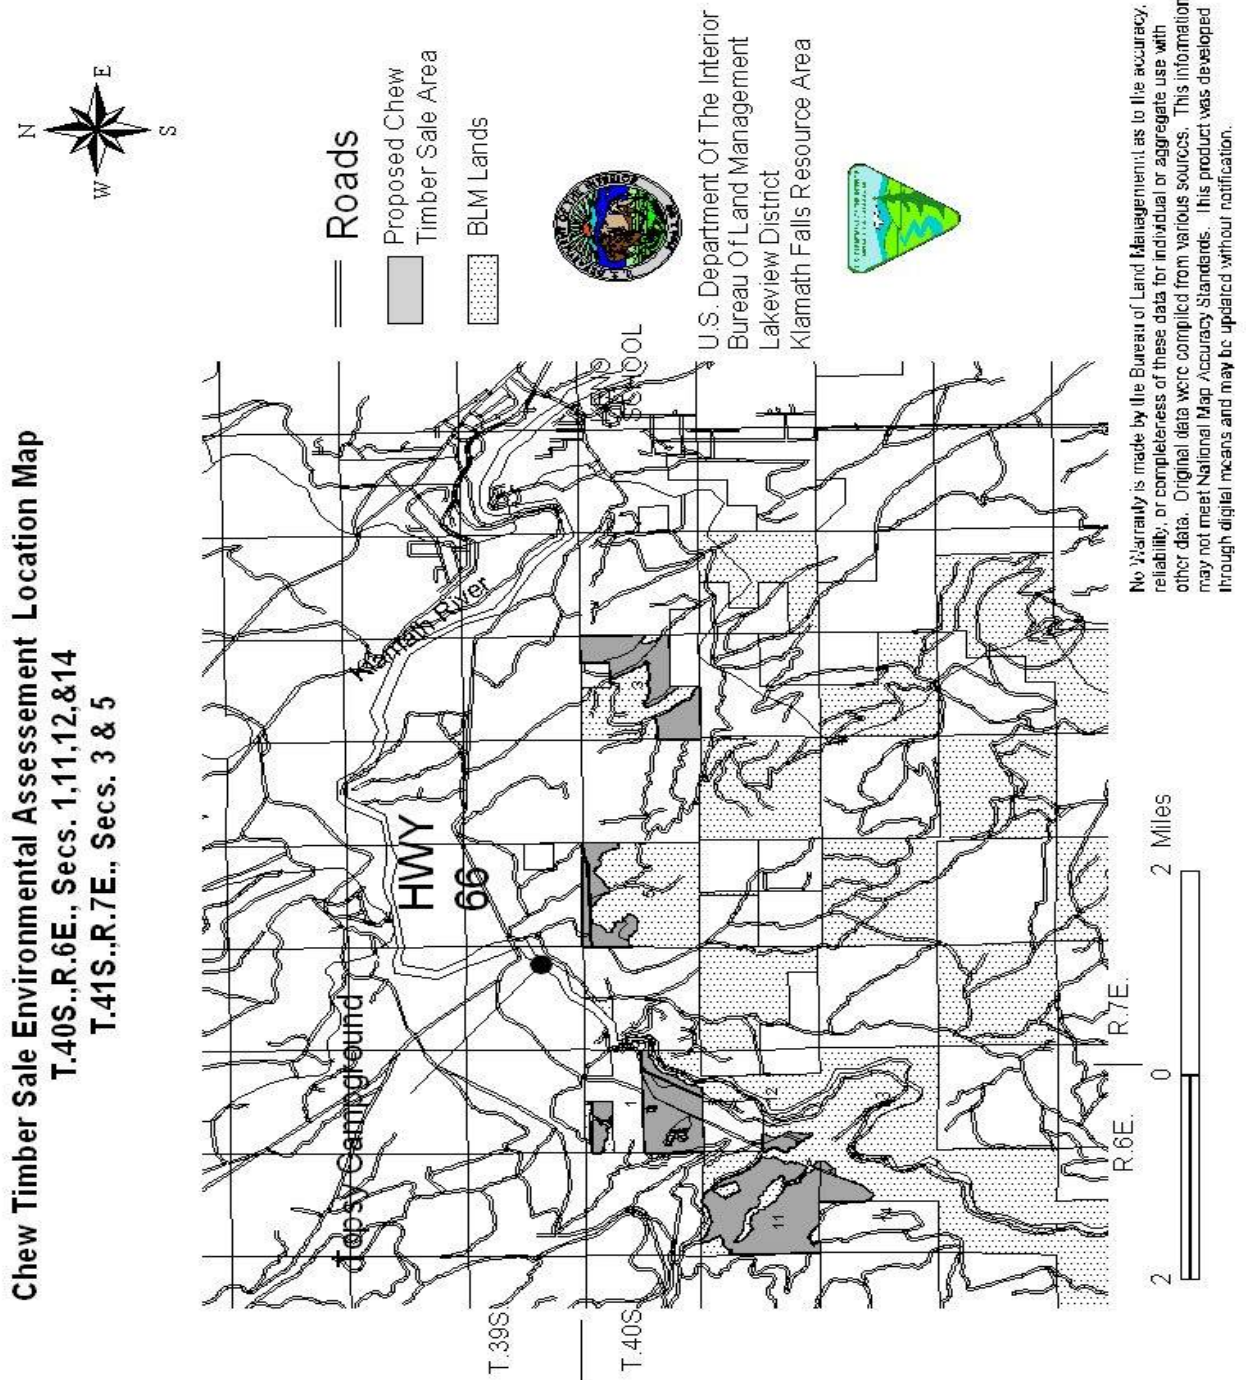 Chew Timber Sale Environmental Assessement Location Map
T.40S.,R.6E., Secs. 1,11,12,&14
T.41S.,R.7E., Secs. 3 & 5
N
E
S
W
Roads
Proposed Chew
Timber Sale Area
BLM Lands
U.S. Department Of The Interior
Bureau Of Land Management
Lakeview District
Klamath Falls Resource Area
Klamath River
HWY
66
Topsy Campground
SCHOOL
3
5
1
12
11
14
T.39S.
T.40S.
R.6E.
R.7E.
2
0
2 Miles
No Warranty is made by the Bureau of Land Management as to the accuracy,
reliability, or completeness of these data for individual or aggregate use with
other data. Original data were compiled from various sources. This information
may not meet National Map Accuracy Standards. This product was developed
through digital means and may be updated without notification.